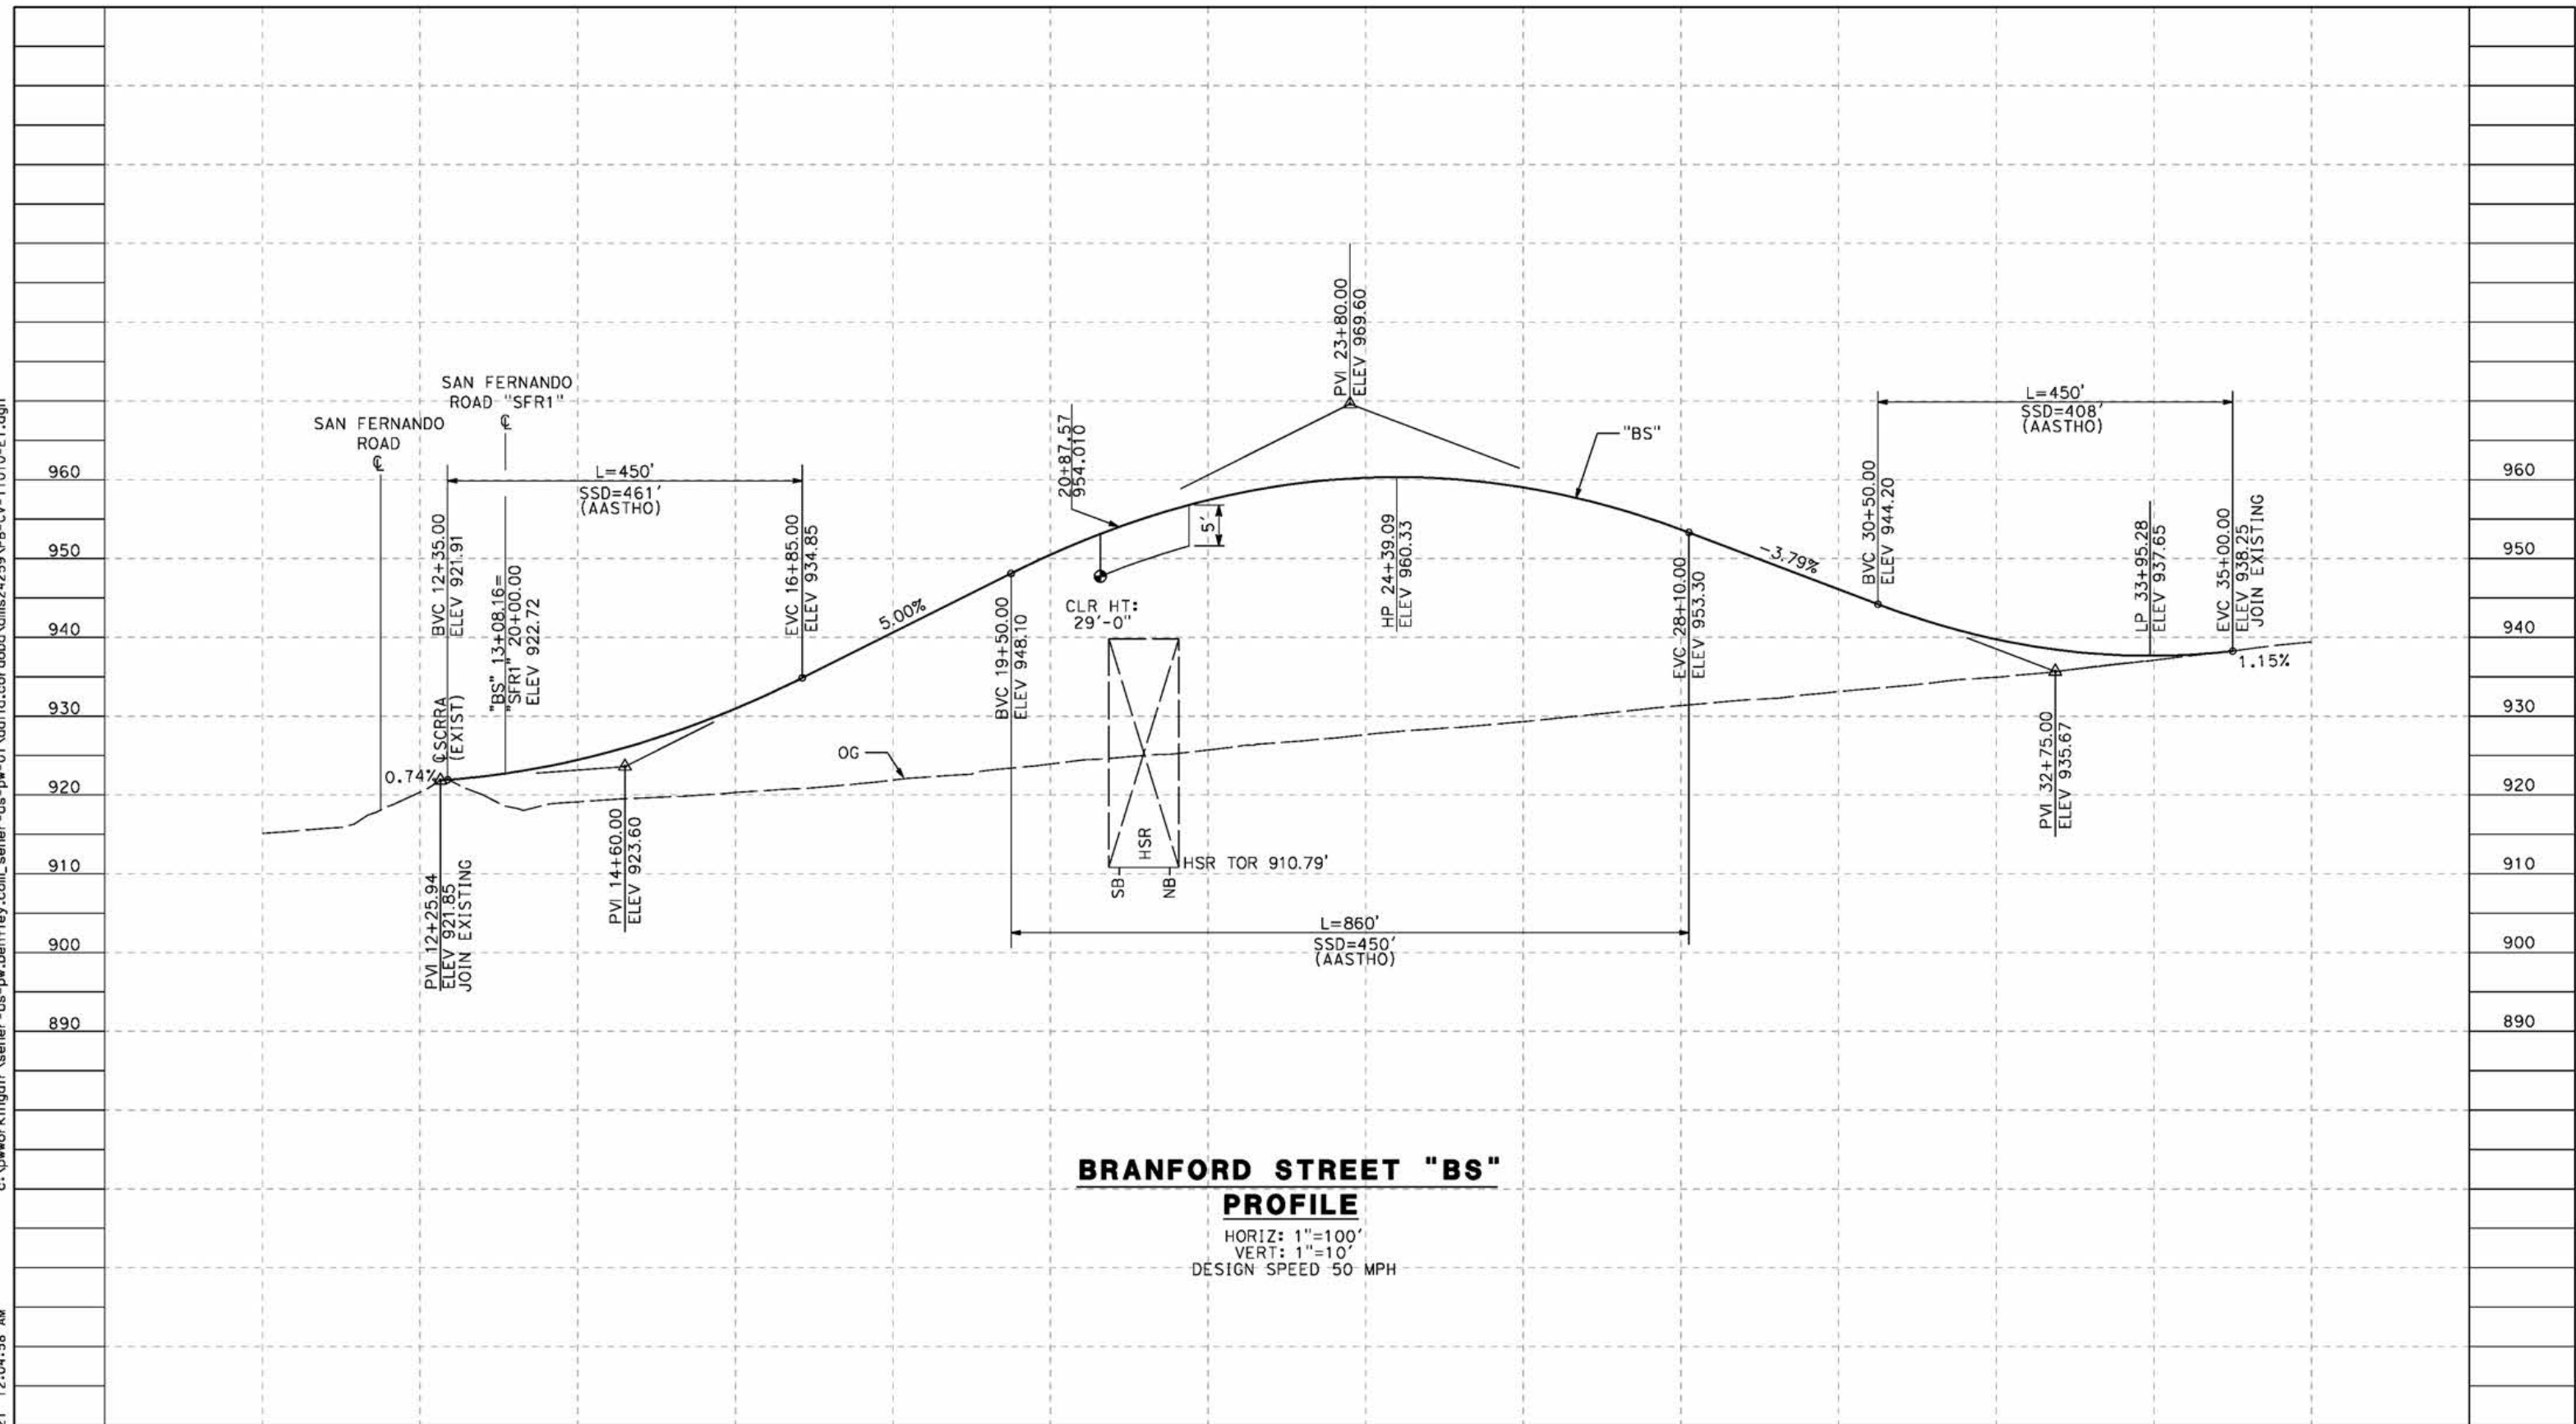 SAN FERNANDO
ROAD
℄
SAN FERNANDO
ROAD "SFR1"
℄
960
950
940
930
920
910
900
890
L=450'
SSD=461'
(AASTHO)
BVC 12+35.00
ELEV 921.91
℄SCRRA
(EXIST)
"BS" 13+08.16=
"SFR1" 20+00.00
ELEV 922.72
EVC 16+85.00
ELEV 934.85
0.74%
PVI 12+25.94
ELEV 921.85
JOIN EXISTING
PVI 14+60.00
ELEV 923.60
5.00%
OG
BVC 19+50.00
ELEV 948.10
20+87.57
954.010
5'
CLR HT:
29'-0"
HSR
SB
NB
HSR TOR 910.79'
PVI 23+80.00
ELEV 969.60
HP 24+39.09
ELEV 960.33
"BS"
L=860'
SSD=450'
(AASTHO)
EVC 28+10.00
ELEV 953.30
-3.79%
L=450'
SSD=408'
(AASTHO)
BVC 30+50.00
ELEV 944.20
PVI 32+75.00
ELEV 935.67
LP 33+95.28
ELEV 937.65
EVC 35+00.00
ELEV 938.25
JOIN EXISTING
1.15%
960
950
940
930
920
910
900
890
BRANFORD STREET "BS"
PROFILE
HORIZ: 1"=100'
VERT: 1"=10'
DESIGN SPEED 50 MPH